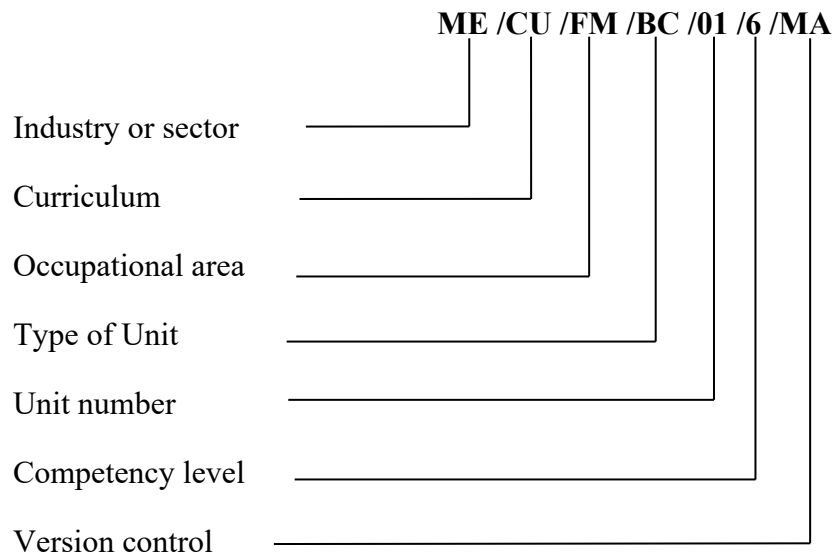 ME /CU /FM /BC /01 /6 /MA
Industry or sector
Curriculum
Occupational area
Type of Unit
Unit number
Competency level
Version control